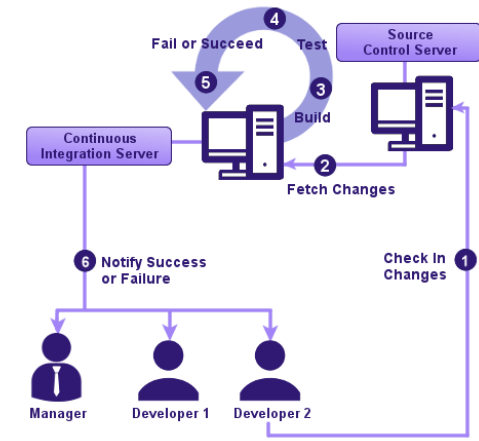 4
Source
Control Server
Fail or Succeed
Test
5
3
Build
Continuous
Integration Server
2
Fetch Changes
6
Notify Success
or Failure
Check In
Changes
1
Manager
Developer 1
Developer 2